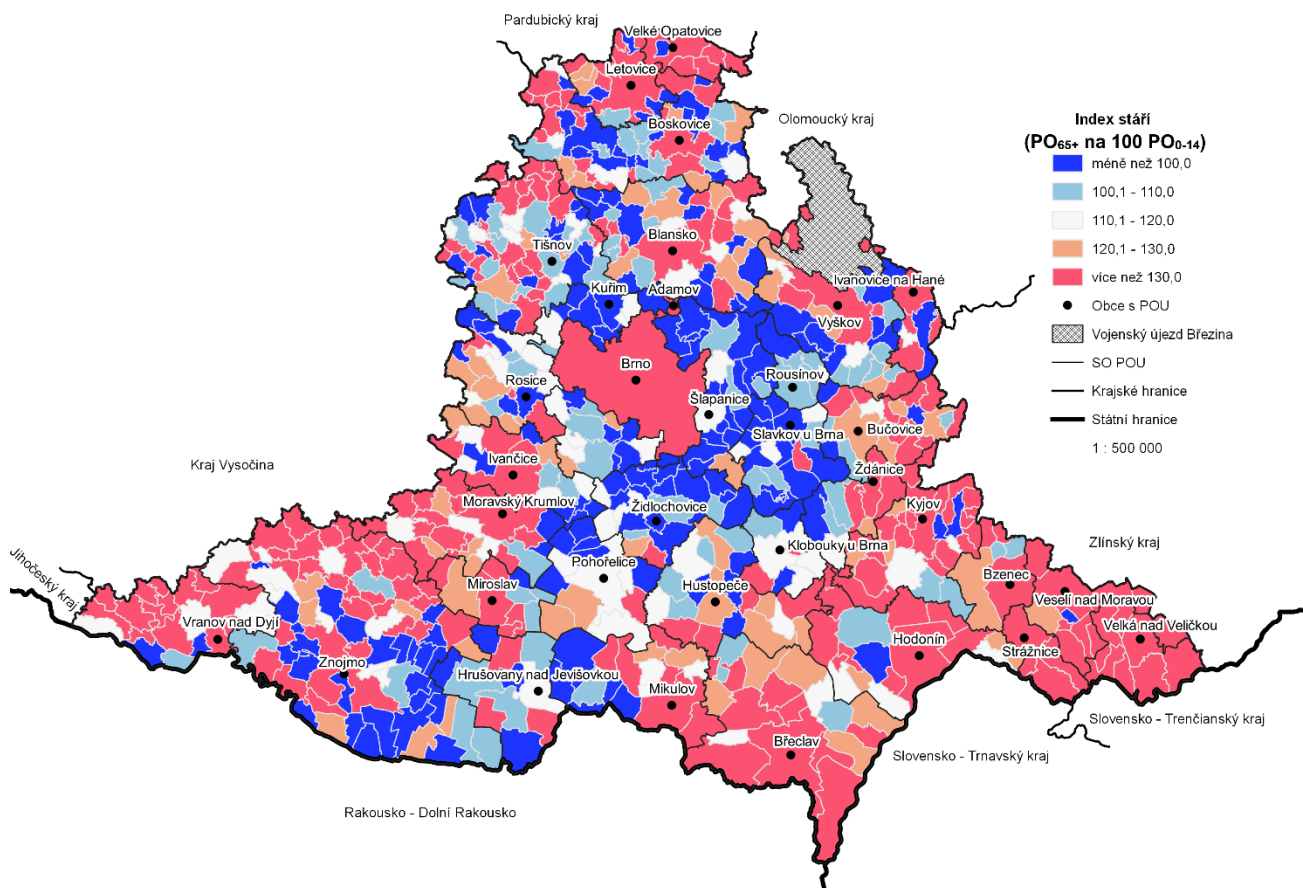 Pardubický kraj
Velké Opatovice
Letovice
Olomoucký kraj
Boskovice
Index stáří
(PO65+ na 100 PO0-14)
méně než 100,0
100,1 - 110,0
110,1 - 120,0
120,1 - 130,0
více než 130,0
Obce s POU
Vojenský újezd Březina
SO POU
Krajské hranice
Státní hranice
1 : 500 000
Blansko
Tišnov
Ivanovice na Hané
Kuřim
Adamov
Vyškov
Brno
Rousínov
Rosice
Šlapanice
Slavkov u Brna
Bučovice
Kraj Vysočina
Ivančice
Ždánice
Moravský Krumlov
Židlochovice
Kyjov
Zlínský kraj
Jihočeský kraj
Klobouky u Brna
Pohořelice
Bzenec
Miroslav
Hustopeče
Veselí nad Moravou
Vranov nad Dyjí
Velká nad Veličkou
Hodonín
Strážnice
Znojmo
Hrušovany nad Jevišovkou
Mikulov
Slovensko - Trenčianský kraj
Břeclav
Slovensko - Trnavský kraj
Rakousko - Dolní Rakousko